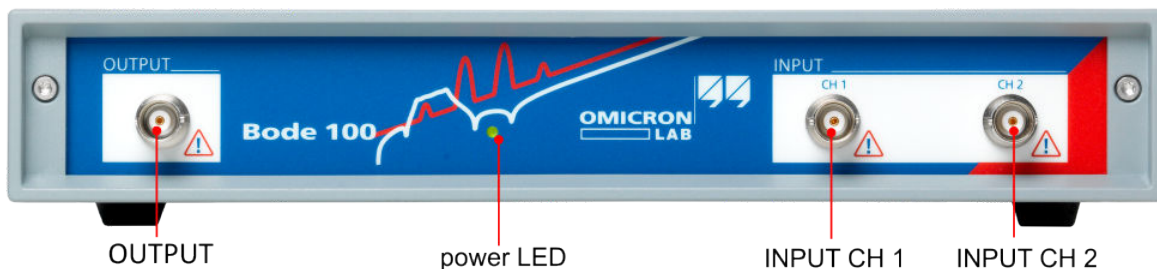 OUTPUT
INPUT
CH 1
CH 2
Bode 100
OMICRON
LAB
OUTPUT
power LED
INPUT CH 1
INPUT CH 2